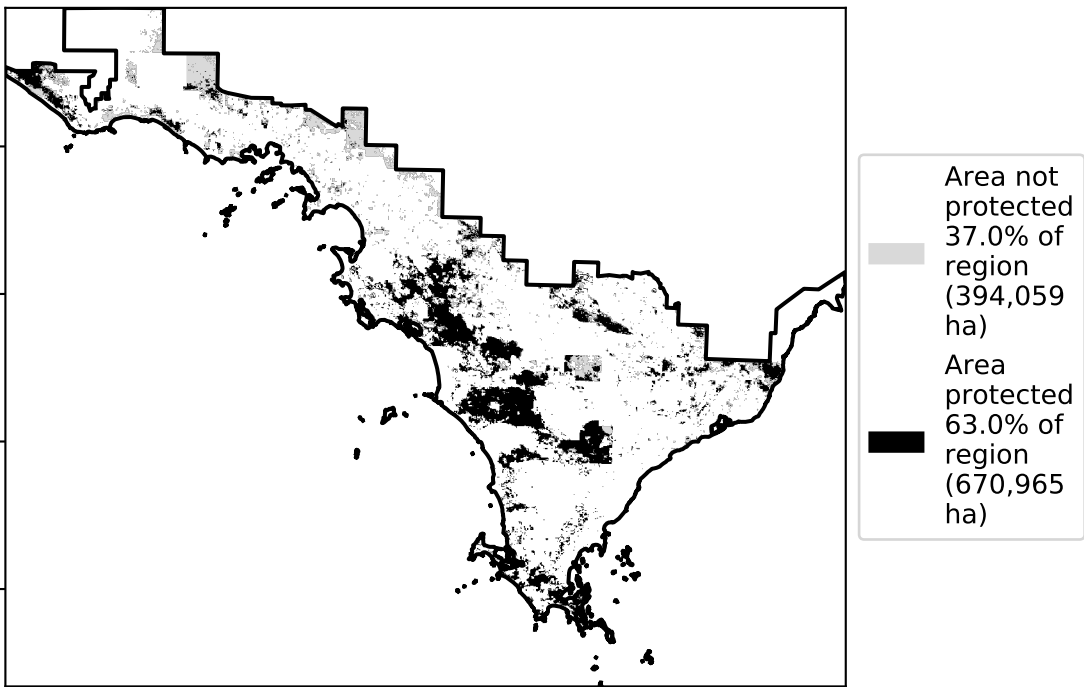 Area not
protected
37.0% of
region
(394,059
ha)
Area
protected
63.0% of
region
(670,965
ha)